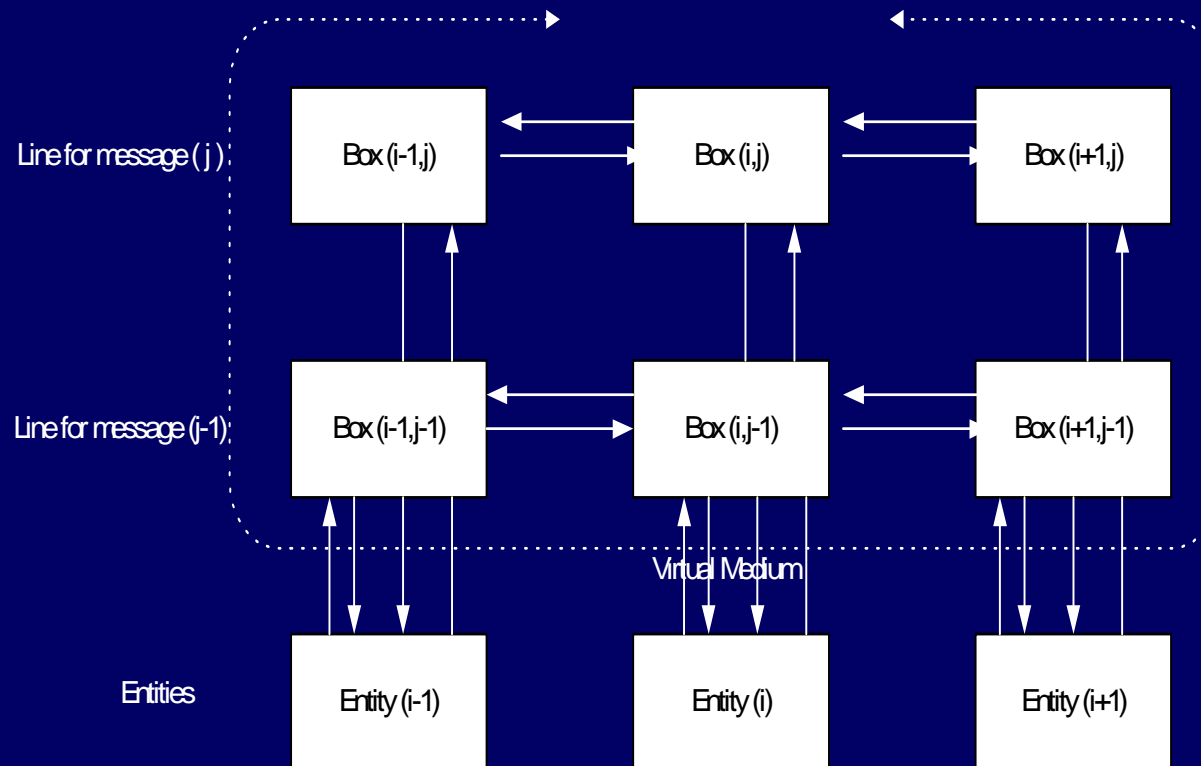 Line for message ( j )
Box (i-1,j)
Box (i,j)
Box (i+1,j)
Line for message (j-1)
Box (i-1,j-1)
Box (i,j-1)
Box (i+1,j-1)
Virtual Medium
Entities
Entity (i-1)
Entity (i)
Entity (i+1)